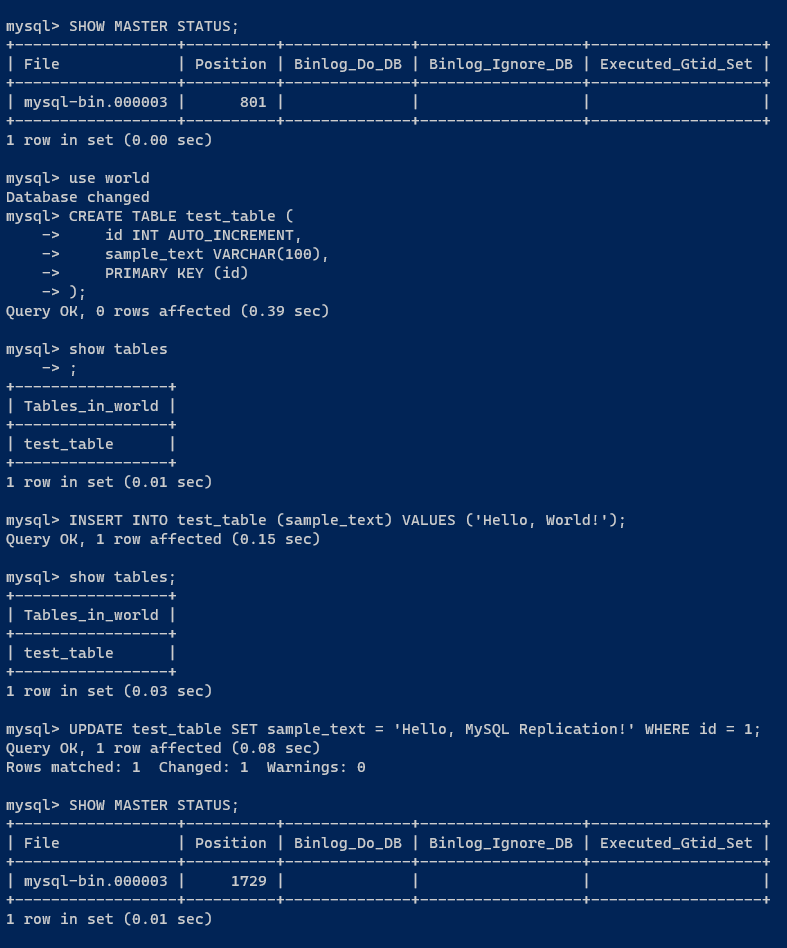 mysql> SHOW MASTER STATUS;
+------------------+----------+--------------+------------------+-------------------+
| File             | Position | Binlog_Do_DB | Binlog_Ignore_DB | Executed_Gtid_Set |
+------------------+----------+--------------+------------------+-------------------+
| mysql-bin.000003 |      801 |              |                  |                   |
+------------------+----------+--------------+------------------+-------------------+
1 row in set (0.00 sec)

mysql> use world
Database changed
mysql> CREATE TABLE test_table (
    ->     id INT AUTO_INCREMENT,
    ->     sample_text VARCHAR(100),
    ->     PRIMARY KEY (id)
    -> );
Query OK, 0 rows affected (0.39 sec)

mysql> show tables
    -> ;
+-----------------+
| Tables_in_world |
+-----------------+
| test_table      |
+-----------------+
1 row in set (0.01 sec)

mysql> INSERT INTO test_table (sample_text) VALUES ('Hello, World!');
Query OK, 1 row affected (0.15 sec)

mysql> show tables;
+-----------------+
| Tables_in_world |
+-----------------+
| test_table      |
+-----------------+
1 row in set (0.03 sec)

mysql> UPDATE test_table SET sample_text = 'Hello, MySQL Replication!' WHERE id = 1;
Query OK, 1 row affected (0.08 sec)
Rows matched: 1  Changed: 1  Warnings: 0

mysql> SHOW MASTER STATUS;
+------------------+----------+--------------+------------------+-------------------+
| File             | Position | Binlog_Do_DB | Binlog_Ignore_DB | Executed_Gtid_Set |
+------------------+----------+--------------+------------------+-------------------+
| mysql-bin.000003 |     1729 |              |                  |                   |
+------------------+----------+--------------+------------------+-------------------+
1 row in set (0.01 sec)